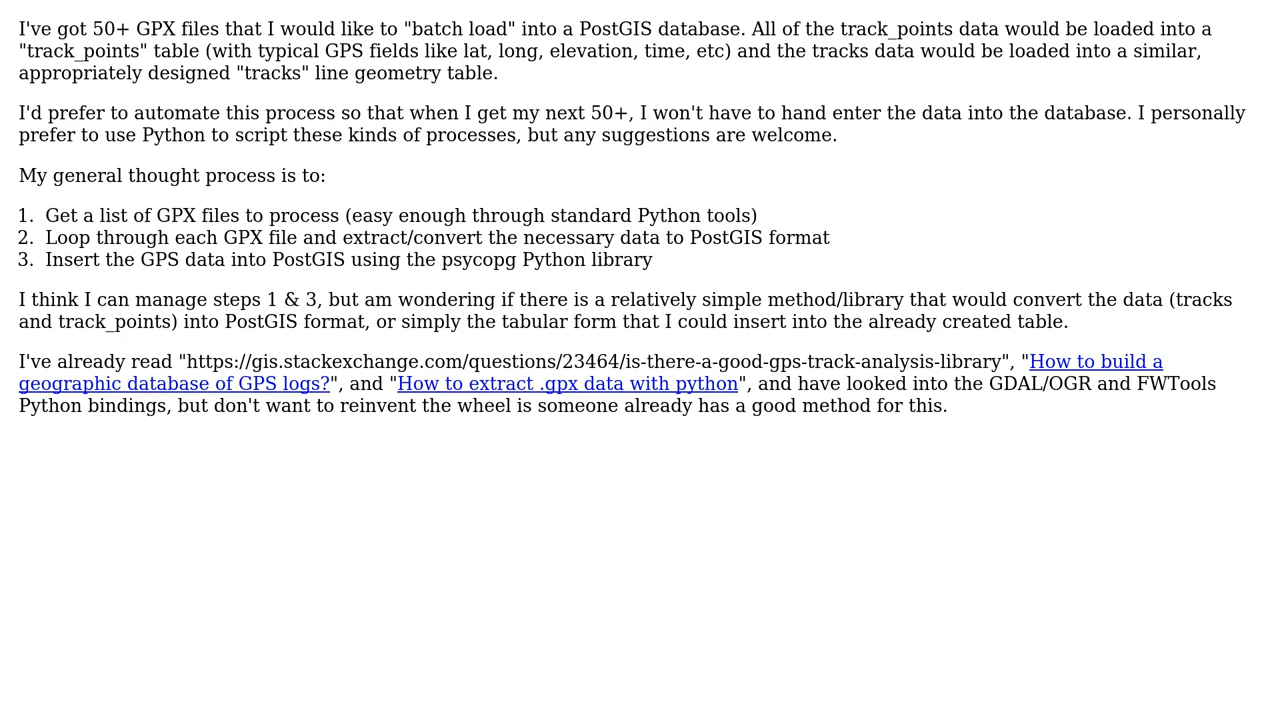 I've got 50+ GPX files that I would like to "batch load" into a PostGIS database. All of the track_points data would be loaded into a
"track_points" table (with typical GPS fields like lat, long, elevation, time, etc) and the tracks data would be loaded into a similar,
appropriately designed "tracks" line geometry table.
I'd prefer to automate this process so that when I get my next 50+, I won't have to hand enter the data into the database. I personally
prefer to use Python to script these kinds of processes, but any suggestions are welcome.
My general thought process is to:
1. Get a list of GPX files to process (easy enough through standard Python tools)
2. Loop through each GPX file and extract/convert the necessary data to PostGIS format
3. Insert the GPS data into PostGIS using the psycopg Python library
I think I can manage steps 1 & 3, but am wondering if there is a relatively simple method/library that would convert the data (tracks
and track_points) into PostGIS format, or simply the tabular form that I could insert into the already created table.
I've already read "https://gis.stackexchange.com/questions/23464/is-there-a-good-gps-track-analysis-library", "How to build a
geographic database of GPS logs?", and "How to extract .gpx data with python", and have looked into the GDAL/OGR and FWTools
Python bindings, but don't want to reinvent the wheel is someone already has a good method for this.